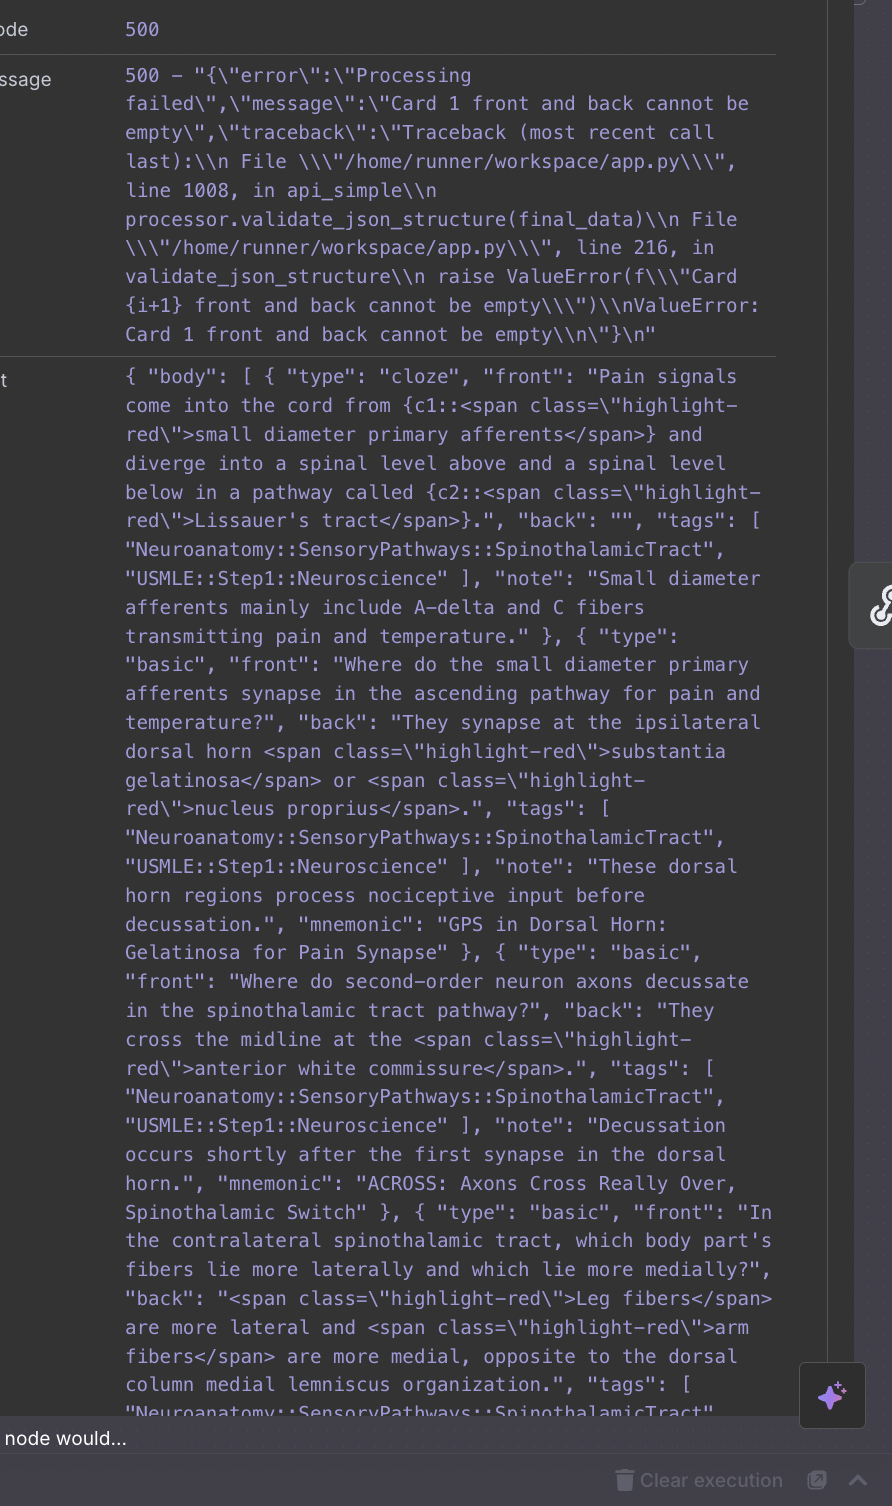 ode
500
ssage
500 – "{\"error\":\"Processing
failed\",\"message\":\"Card 1 front and back cannot be
empty\",\"traceback\":\"Traceback (most recent call
last):\\n File \\\"/home/runner/workspace/app.py\\\",
line 1008, in api_simple\\n
processor.validate_json_structure(final_data)\\n File
\\\"/home/runner/workspace/app.py\\\", line 216, in
validate_json_structure\\n raise ValueError(f\\\"Card
{i+1} front and back cannot be empty\\\")\\nValueError:
Card 1 front and back cannot be empty\\n\"}\n"
t
{ "body": [ { "type": "cloze", "front": "Pain signals
come into the cord from {c1::<span class=\"highlight-
red\">small diameter primary afferents</span>} and
diverge into a spinal level above and a spinal level
below in a pathway called {c2::<span class=\"highlight-
red\">Lissauer's tract</span>}.", "back": "", "tags": [
"Neuroanatomy::SensoryPathways::SpinothalamicTract",
"USMLE::Step1::Neuroscience" ], "note": "Small diameter
afferents mainly include A-delta and C fibers
transmitting pain and temperature." }, { "type":
"basic", "front": "Where do the small diameter primary
afferents synapse in the ascending pathway for pain and
temperature?", "back": "They synapse at the ipsilateral
dorsal horn <span class=\"highlight-red\">substantia
gelatinosa</span> or <span class=\"highlight-
red\">nucleus proprius</span>.", "tags": [
"Neuroanatomy::SensoryPathways::SpinothalamicTract",
"USMLE::Step1::Neuroscience" ], "note": "These dorsal
horn regions process nociceptive input before
decussation.", "mnemonic": "GPS in Dorsal Horn:
Gelatinosa for Pain Synapse" }, { "type": "basic",
"front": "Where do second-order neuron axons decussate
in the spinothalamic tract pathway?", "back": "They
cross the midline at the <span class=\"highlight-
red\">anterior white commissure</span>.", "tags": [
"Neuroanatomy::SensoryPathways::SpinothalamicTract",
"USMLE::Step1::Neuroscience" ], "note": "Decussation
occurs shortly after the first synapse in the dorsal
horn.", "mnemonic": "ACROSS: Axons Cross Really Over,
Spinothalamic Switch" }, { "type": "basic", "front": "In
the contralateral spinothalamic tract, which body part's
fibers lie more laterally and which lie more medially?",
"back": "<span class=\"highlight-red\">Leg fibers</span>
are more lateral and <span class=\"highlight-red\">arm
fibers</span> are more medial, opposite to the dorsal
column medial lemniscus organization.", "tags": [
"Neuroanatomy::SensoryPathways::SpinothalamicTract",
node would...
Clear execution